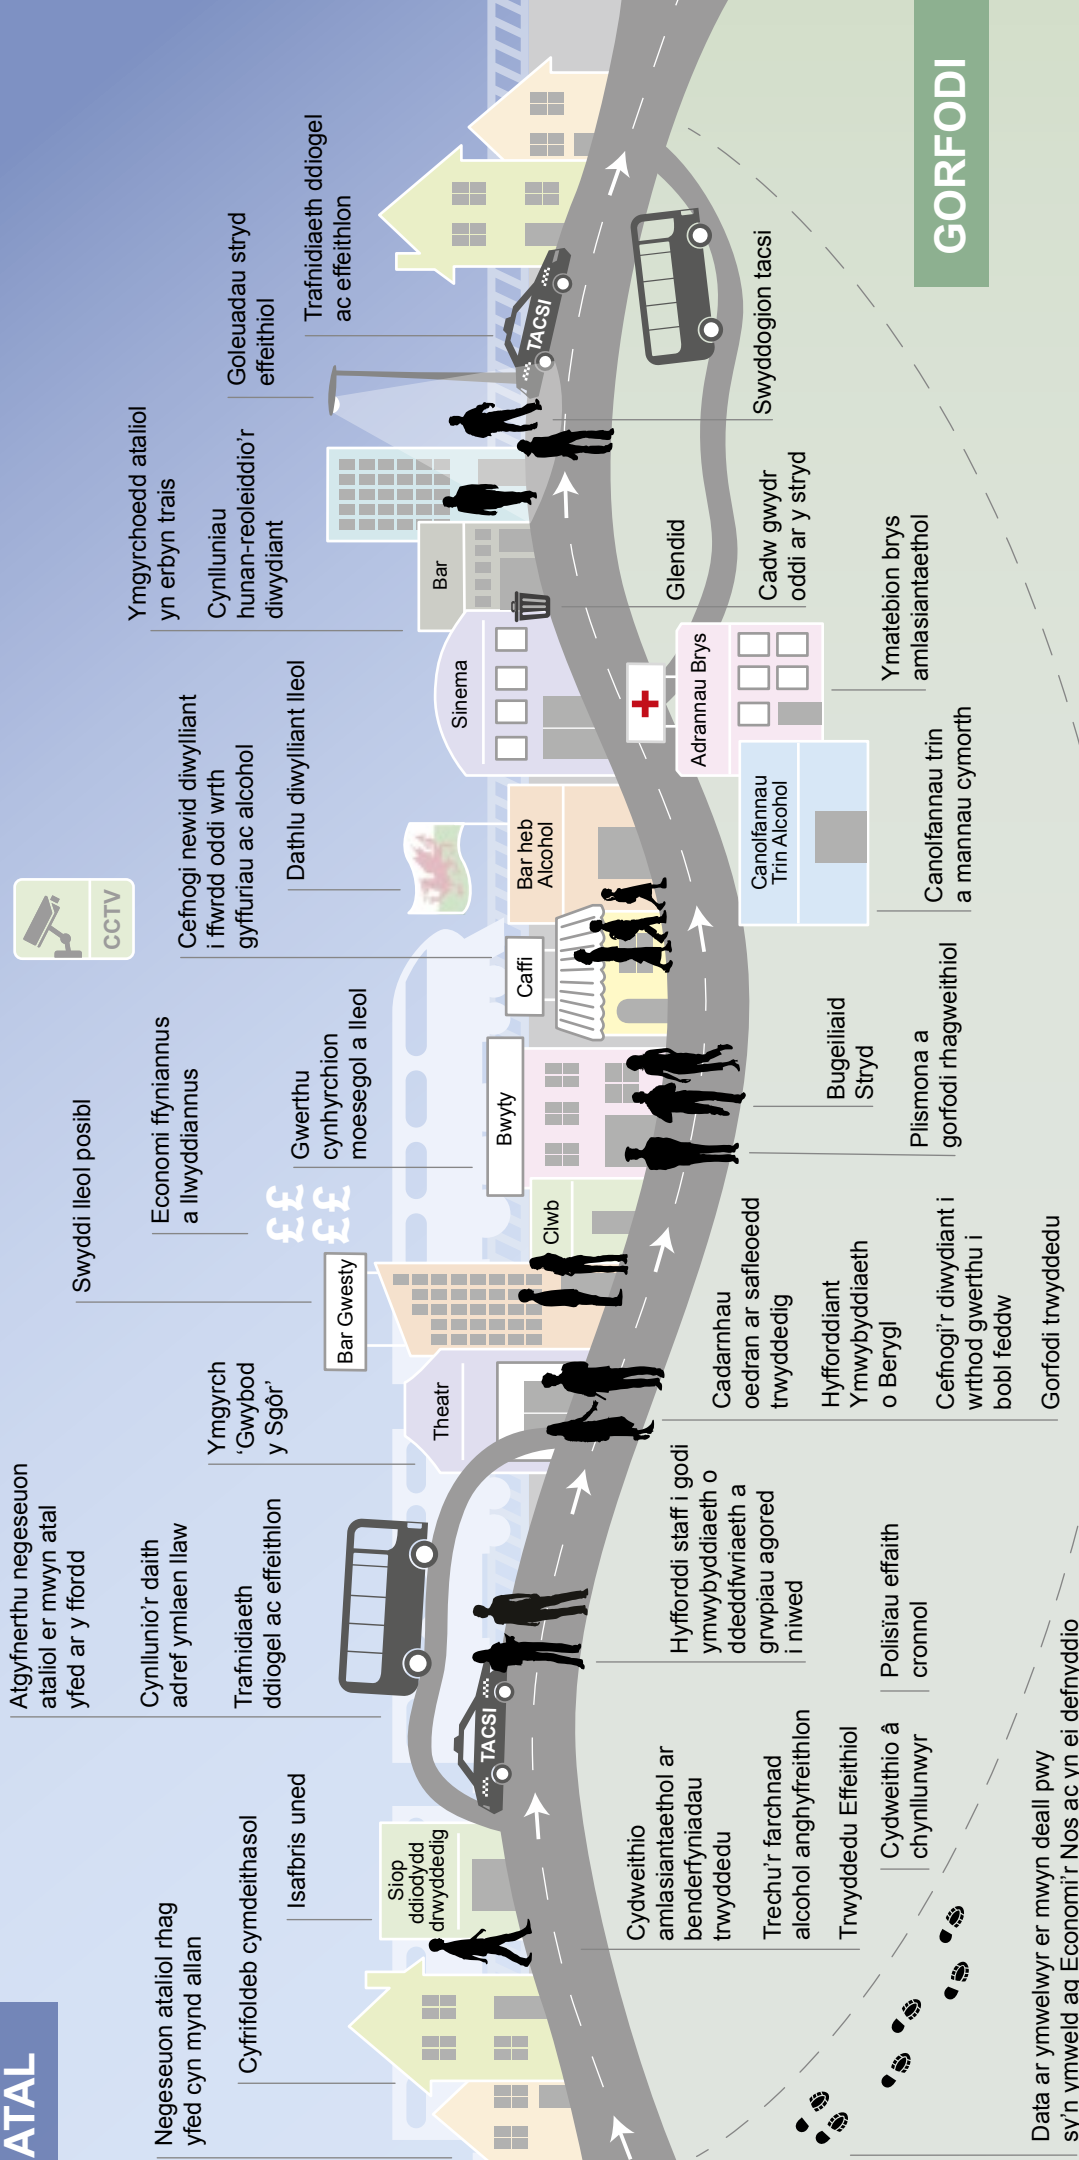 ATAL
Negeseuon ataliol rhag
yfed cyn mynd allan
Cyfrifoldeb cymdeithasol
Isafbris uned
Atgyfnerthu negeseuon
ataliol er mwyn atal
yfed ar y ffordd
Cynllunio’r daith
adref ymlaen llaw
Trafnidiaeth
ddiogel ac effeithlon
Ymgyrch
‘Gwybod
y Sgôr’
Swyddi lleol posibl
Economi ffyniannus
a llwyddiannus
££
££
Gwerthu
cynhyrchion
moesegol a lleol
CCTV
Cefnogi newid diwylliant
i ffwrdd oddi wrth
gyffuriau ac alcohol
Dathlu diwylliant lleol
Ymgyrchoedd ataliol
yn erbyn trais
Cynlluniau
hunan-reoleiddio’r
diwydiant
Goleuadau stryd
effeithiol
Trafnidiaeth ddiogel
ac effeithlon
Siop
ddiodydd
drwyddedig
TACSI
Theatr
Bar Gwesty
Clwb
Bwyty
Caffi
Bar heb
Alcohol
Sinema
Bar
TACSI
Cydweithio
amlasiantaethol ar
benderfyniadau
trwyddedu
Trechu’r farchnad
alcohol anghyfreithlon
Trwyddedu Effeithiol
Cydweithio â
chynllunwyr
Polisïau effaith
cronnol
Hyfforddi staff i godi
ymwybyddiaeth o
ddeddfwriaeth a
grwpiau agored
i niwed
Cadarnhau
oedran ar safleoedd
trwyddedig
Hyfforddiant
Ymwybyddiaeth
o Berygl
Cefnogi’r diwydiant i
wrthod gwerthu i
bobl feddw
Gorfodi trwyddedu
Plismona a
gorfodi rhagweithiol
Bugeiliaid
Stryd
Canolfannau
Trin Alcohol
Canolfannau trin
a mannau cymorth
Adrannau Brys
Ymatebion brys
amlasiantaethol
Glendid
Cadw gwydr
oddi ar y stryd
Swyddogion tacsi
GORFODI
Data ar ymwelwyr er mwyn deall pwy
sy’n ymweld ag Economi’r Nos ac yn ei defnyddio